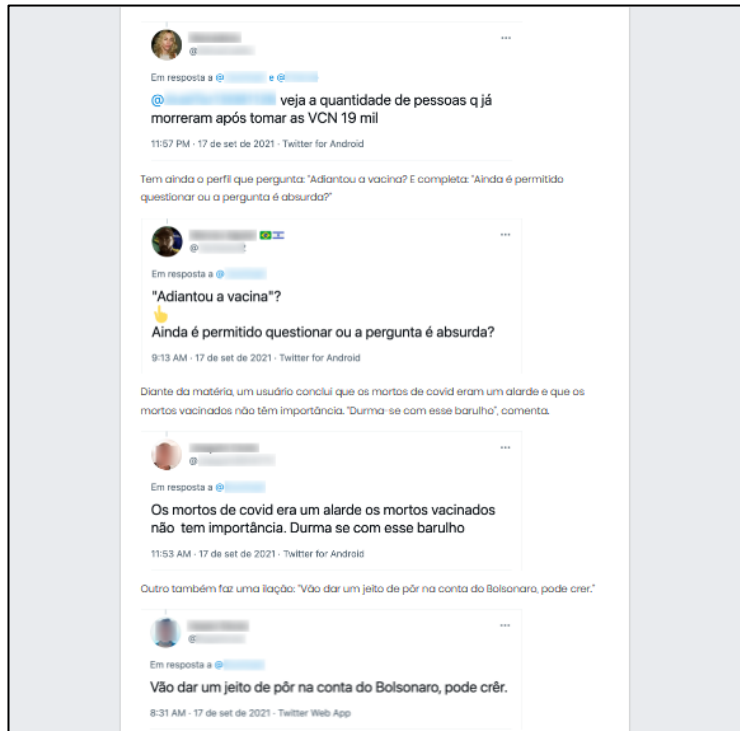 @
Em resposta a @ e @
@ veja a quantidade de pessoas q já
morreram após tomar as VCN 19 mil
11:57 PM · 17 de set de 2021 · Twitter for Android
Tem ainda o perfil que pergunta: "Adiantou a vacina? E completa: "Ainda é permitido
questionar ou a pergunta é absurda?"
@
Em resposta a @
"Adiantou a vacina"?
Ainda é permitido questionar ou a pergunta é absurda?
9:13 AM · 17 de set de 2021 · Twitter for Android
Diante da matéria, um usuário conclui que os mortos de covid eram um alarde e que os
mortos vacinados não têm importância. "Durma-se com esse barulho", comenta.
@
Em resposta a @
Os mortos de covid era um alarde os mortos vacinados
não tem importância. Durma se com esse barulho
11:53 AM · 17 de set de 2021 · Twitter for Android
Outro também faz uma ilação: "Vão dar um jeito de pôr na conta do Bolsonaro, pode crer."
@
Em resposta a @
Vão dar um jeito de pôr na conta do Bolsonaro, pode crêr.
8:31 AM · 17 de set de 2021 · Twitter Web App